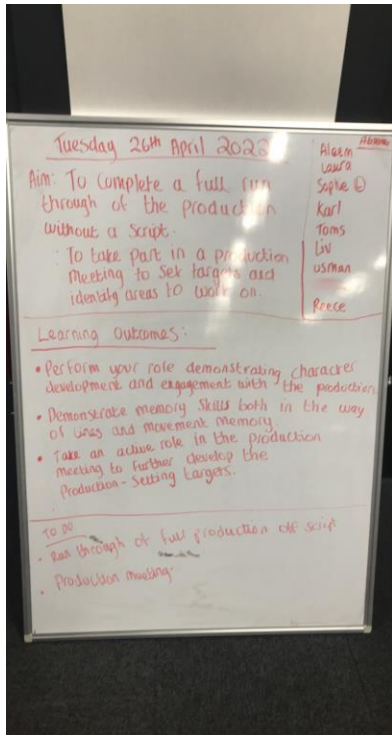 Tuesday 26th April 2022
Aim: To complete a full run
through of the production
without a script.
: To take part in a production
meeting to set targets and
identify areas to work on.
Aleem
Laura
Sophie L
Karl
Toms
Liv
usman
Reece
Learning Outcomes:
• Perform your role demonstrating character
development and engagement with the production
• Demonstrate memory skills both in the way
of lines and movement memory
• Take an active role in the production
meeting to further develop the
Production - Setting targets.
TO DO
• Run through of full production off script
• Production meeting.